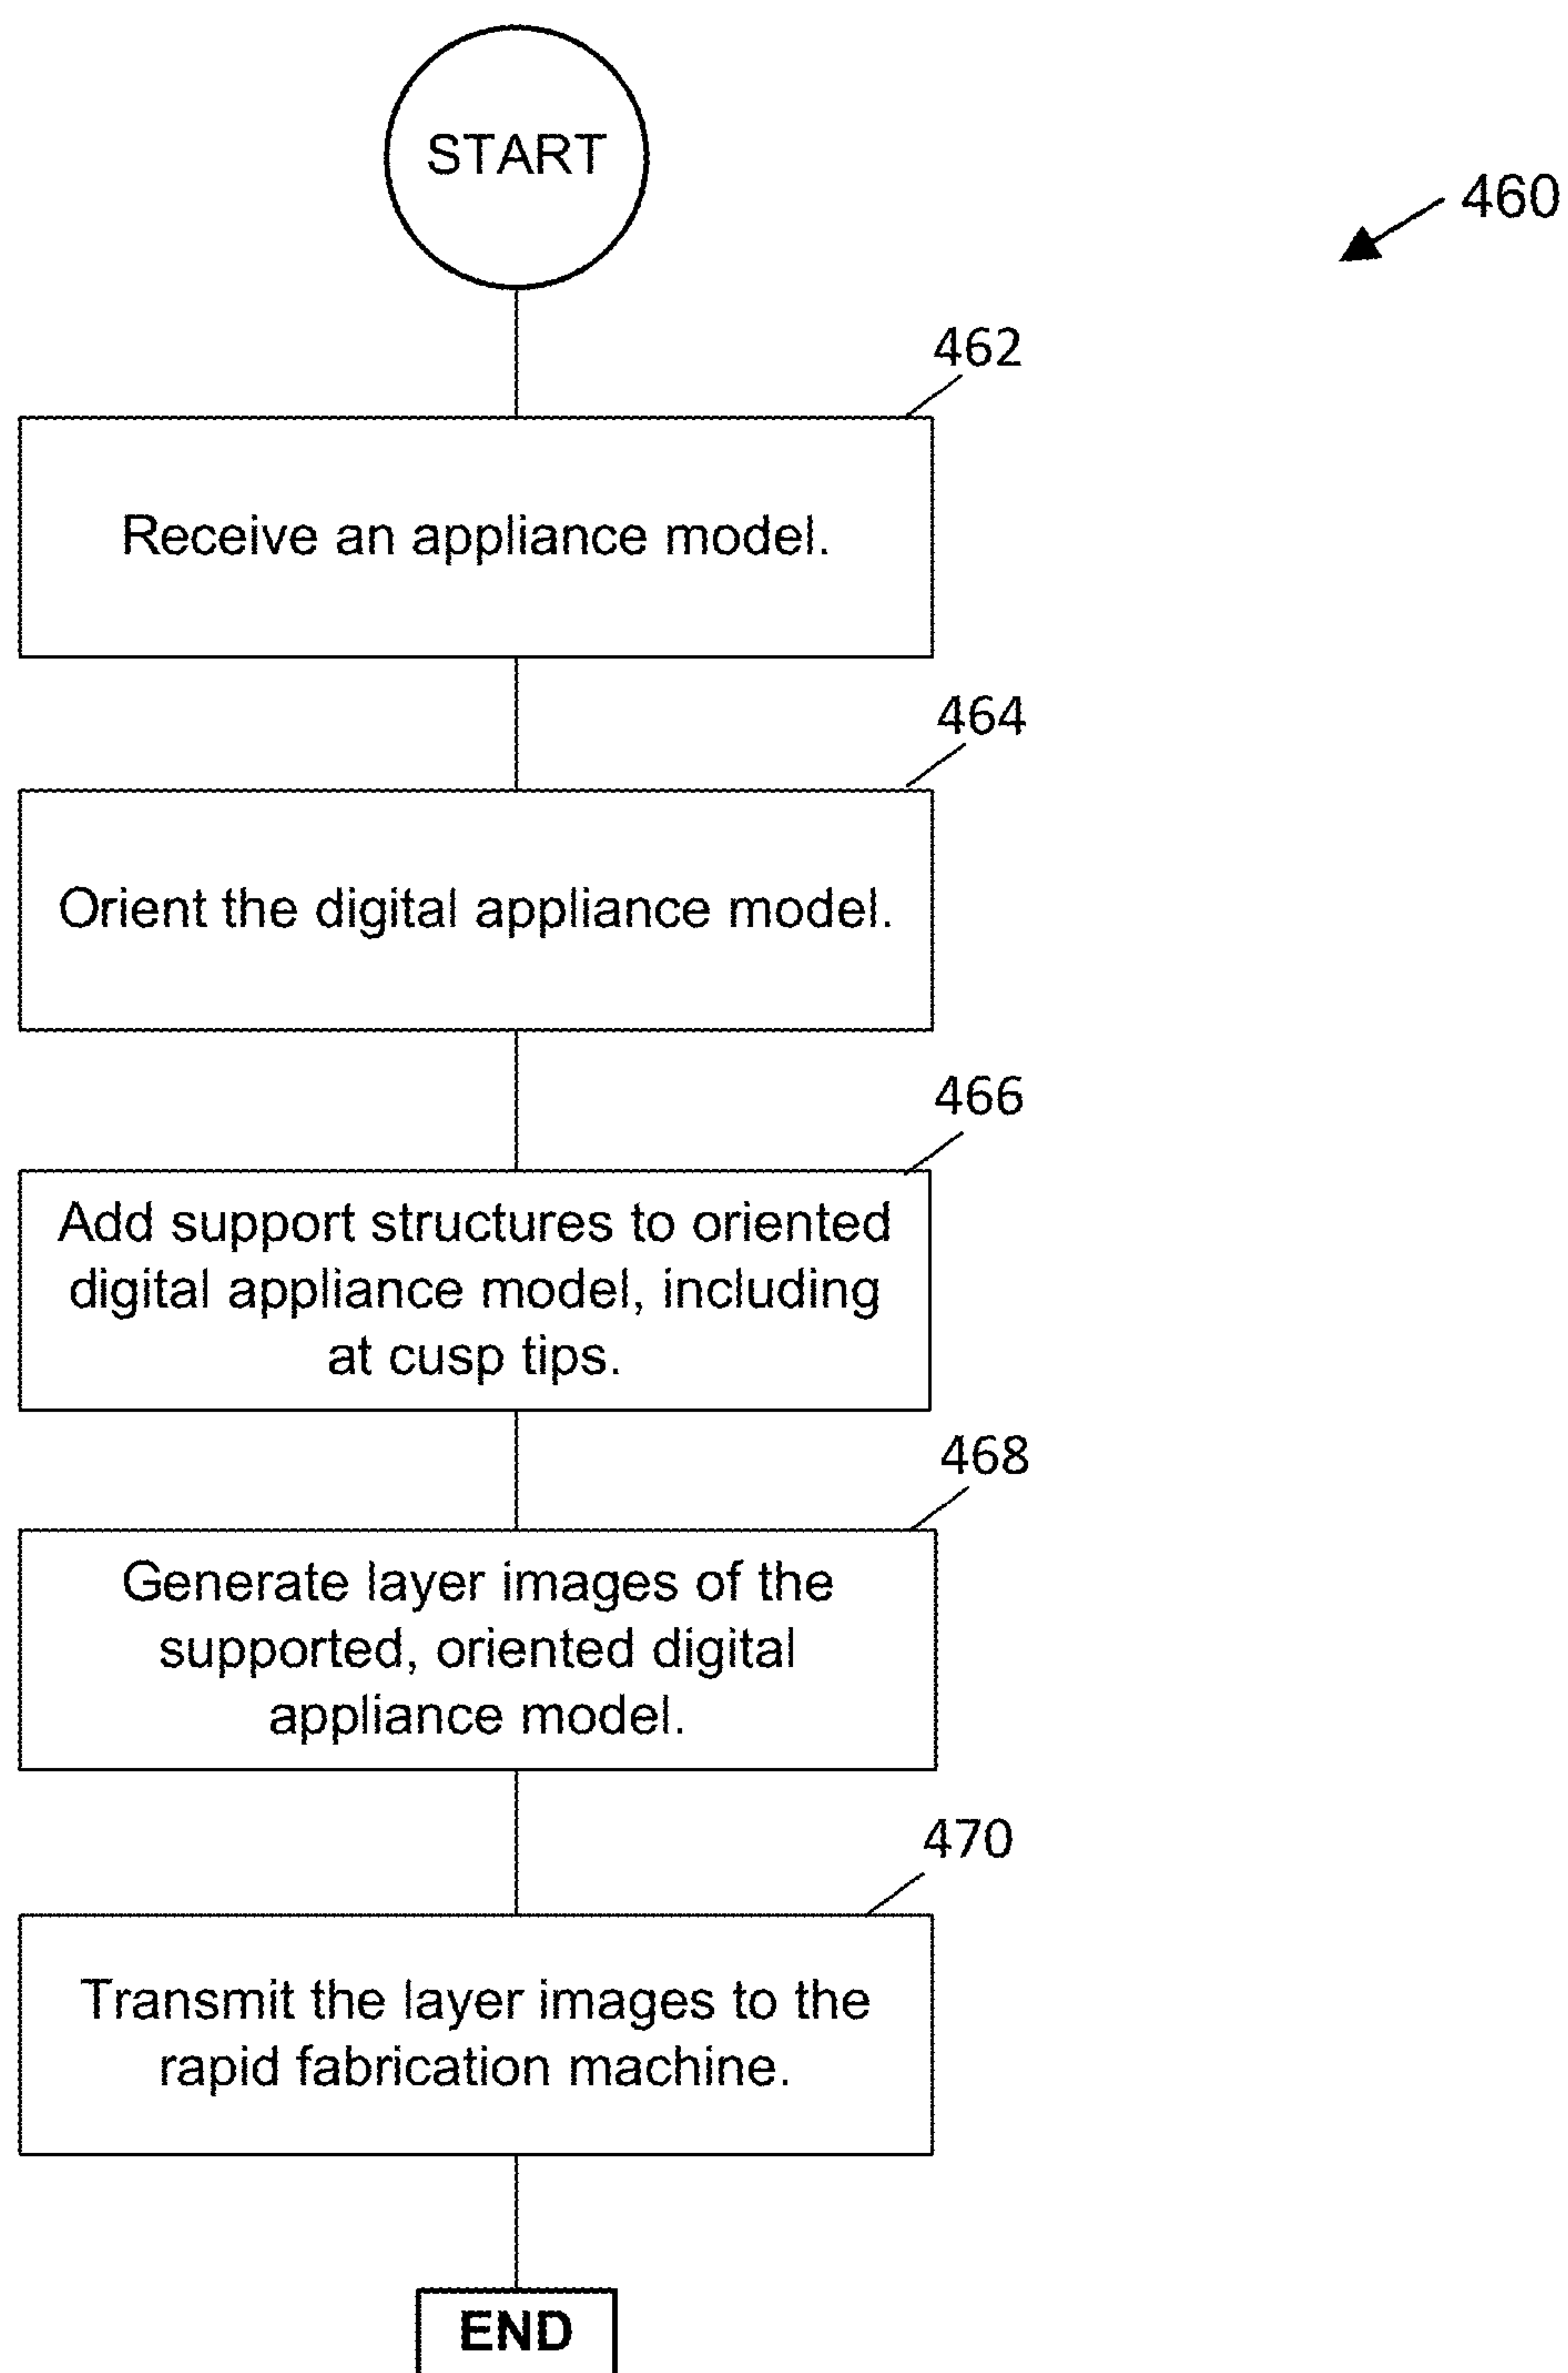 START
460
462
Receive an appliance model.
464
Orient the digital appliance model.
466
Add support structures to oriented
digital appliance model, including
at cusp tips.
468
Generate layer images of the
supported, oriented digital
appliance model.
470
Transmit the layer images to the
rapid fabrication machine.
END